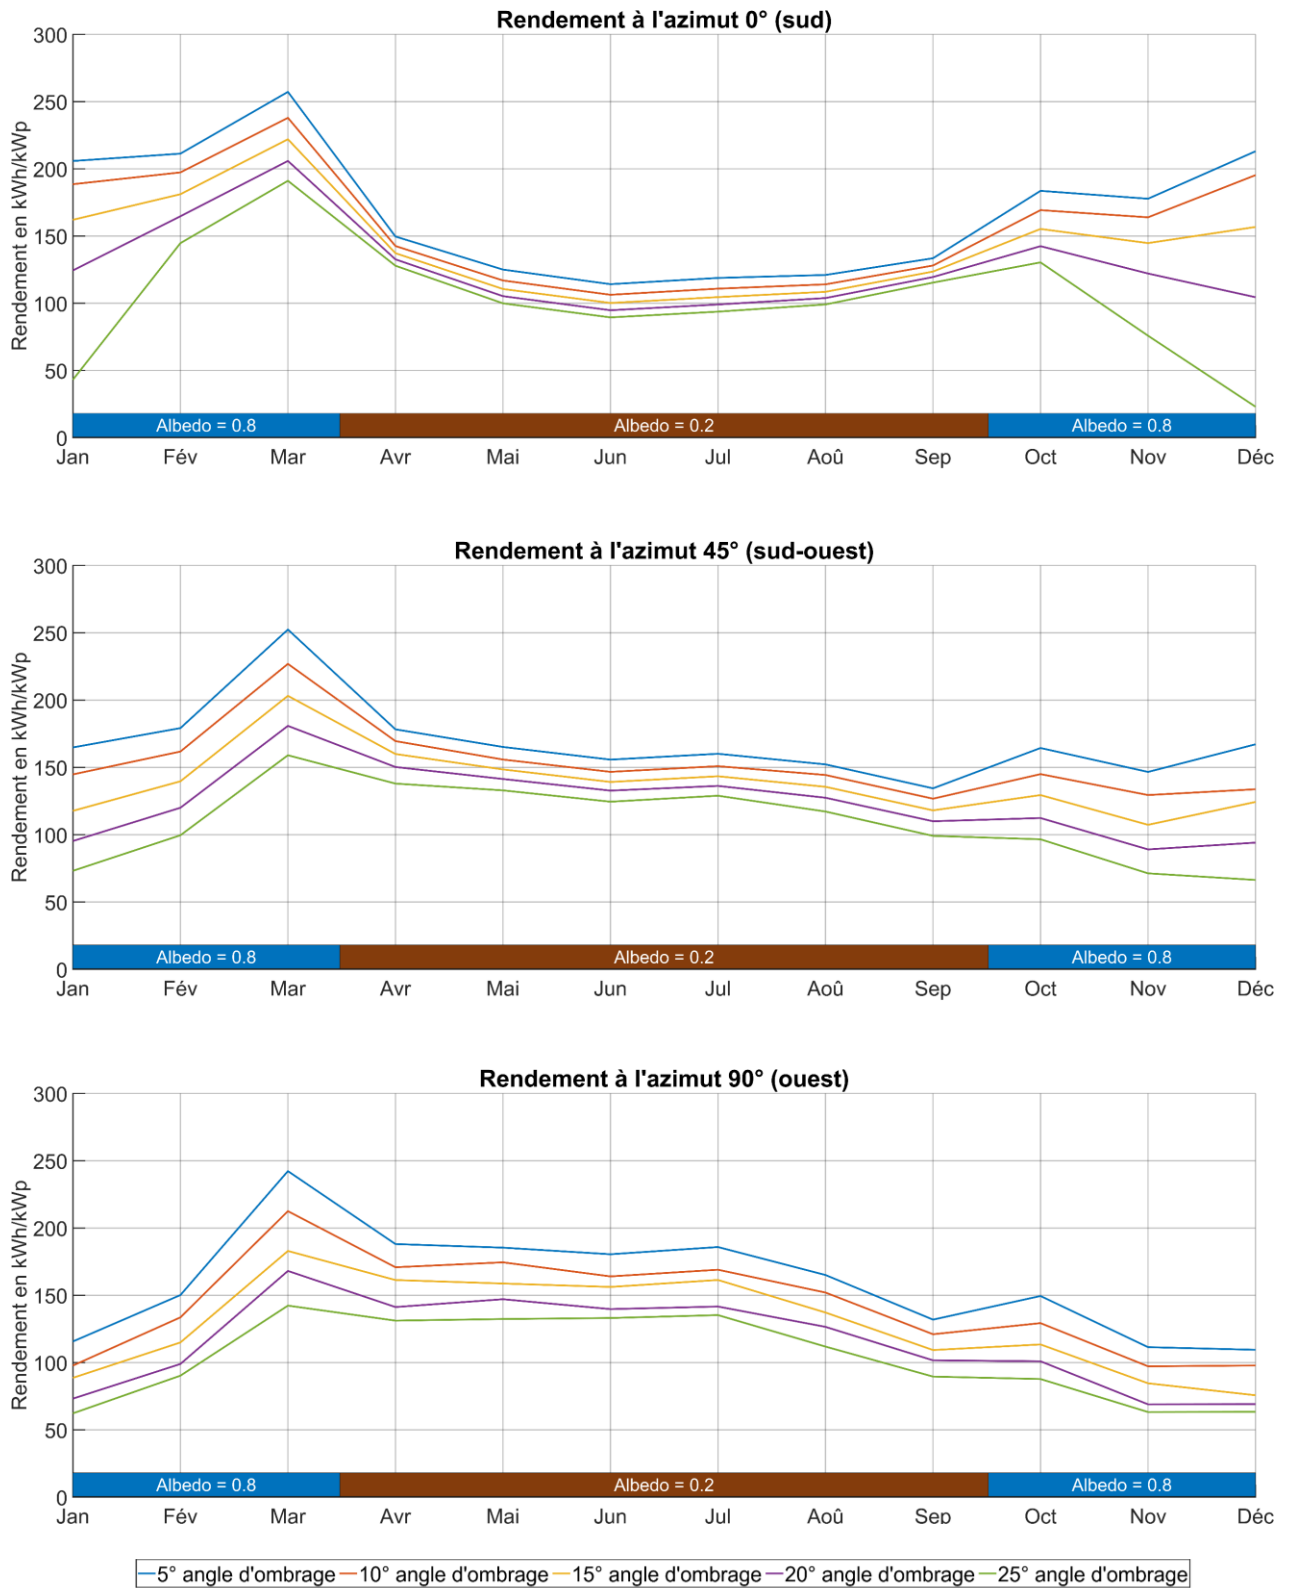 Rendement à l'azimut 0° (sud)
Rendement en kWh/kWp
300
250
200
150
100
50
0
Albedo = 0.8
Albedo = 0.2
Albedo = 0.8
Jan Fév Mar Avr Mai Jun Jul Aoû Sep Oct Nov Déc
Rendement à l'azimut 45° (sud-ouest)
Rendement en kWh/kWp
300
250
200
150
100
50
0
Albedo = 0.8
Albedo = 0.2
Albedo = 0.8
Jan Fév Mar Avr Mai Jun Jul Aoû Sep Oct Nov Déc
Rendement à l'azimut 90° (ouest)
Rendement en kWh/kWp
300
250
200
150
100
50
0
Albedo = 0.8
Albedo = 0.2
Albedo = 0.8
Jan Fév Mar Avr Mai Jun Jul Aoû Sep Oct Nov Déc
5° angle d'ombrage 10° angle d'ombrage 15° angle d'ombrage 20° angle d'ombrage 25° angle d'ombrage